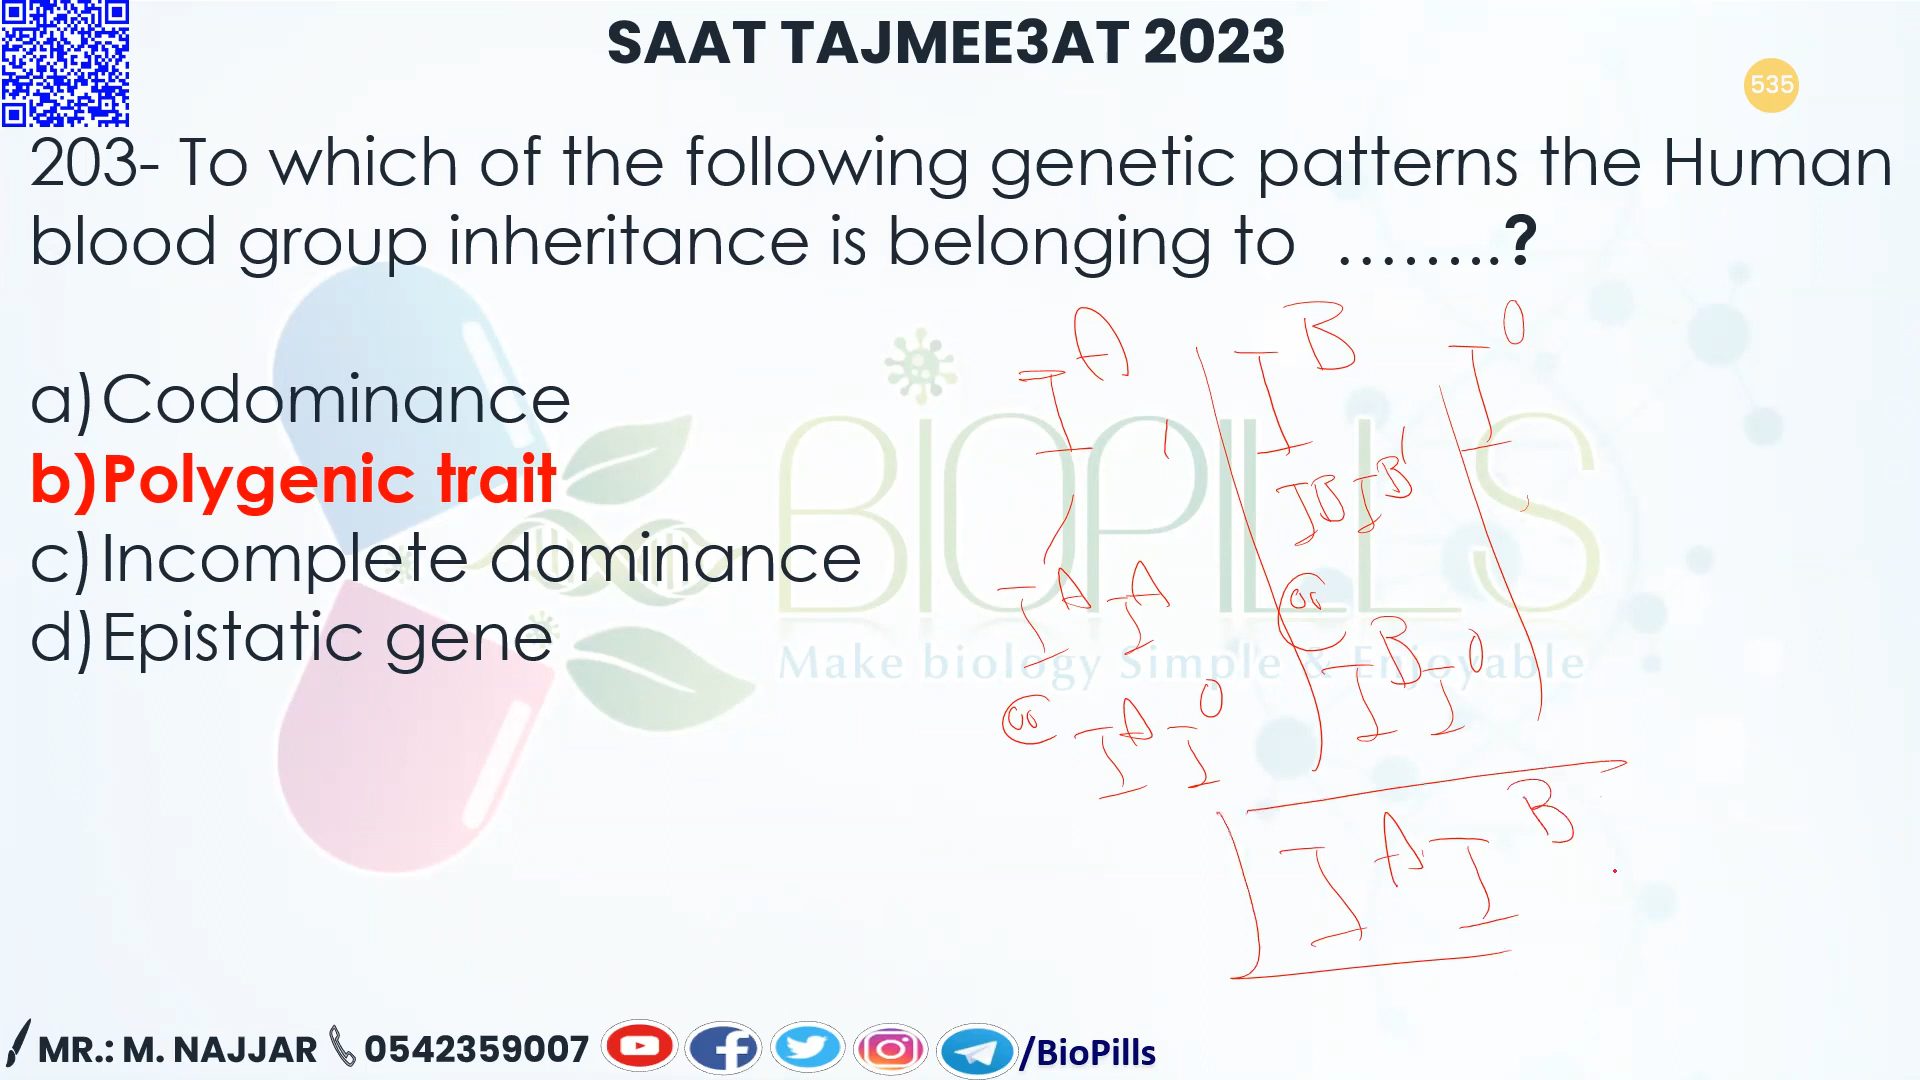 SAAT TAJMEE3AT 2023
535
203- To which of the following genetic patterns the Human
blood group inheritance is belonging to ........?
a) Codominance
b) Polygenic trait
c) Incomplete dominance
d) Epistatic gene
I^A I^B I^O
I^B I^B
I^A I^A
I^B I^O
I^A I^O
I^A I^B
BIOPILLS
Make biology Simple & Enjoyable
MR.: M. NAJJAR 0542359007 /BioPills